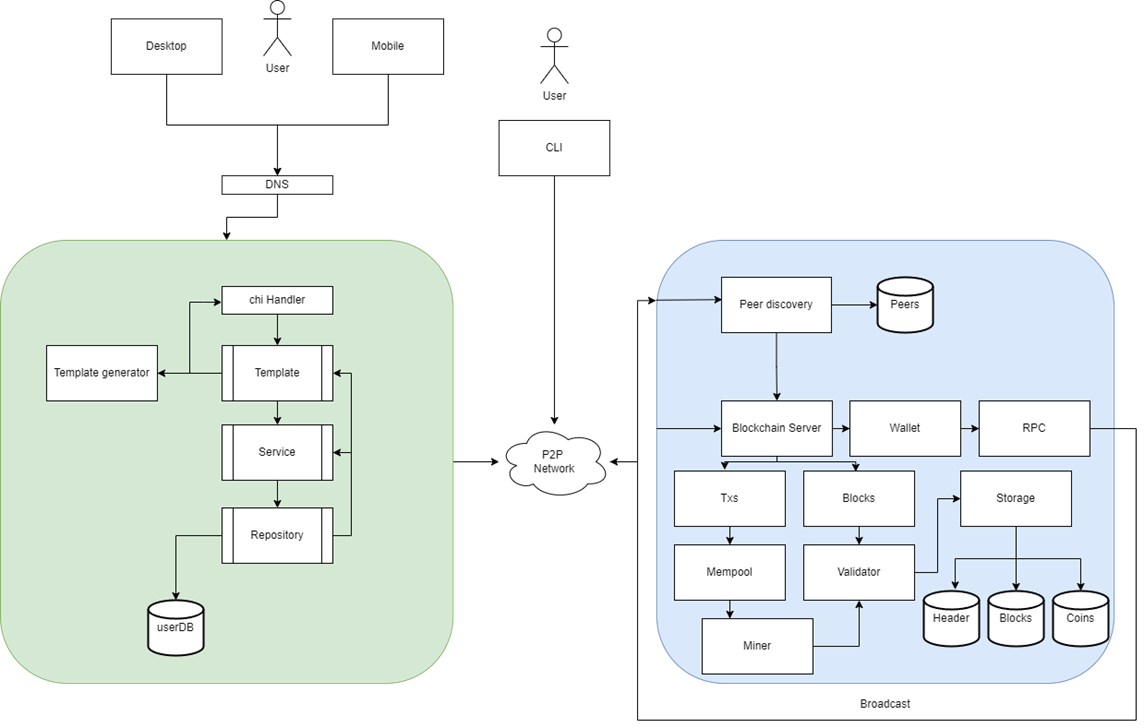 Desktop
User
Mobile
User
CLI
DNS
chi Handler
Template generator
Template
Service
Repository
userDB
P2P
Network
Peer discovery
Peers
Blockchain Server
Wallet
RPC
Txs
Blocks
Storage
Mempool
Validator
Header
Blocks
Coins
Miner
Broadcast